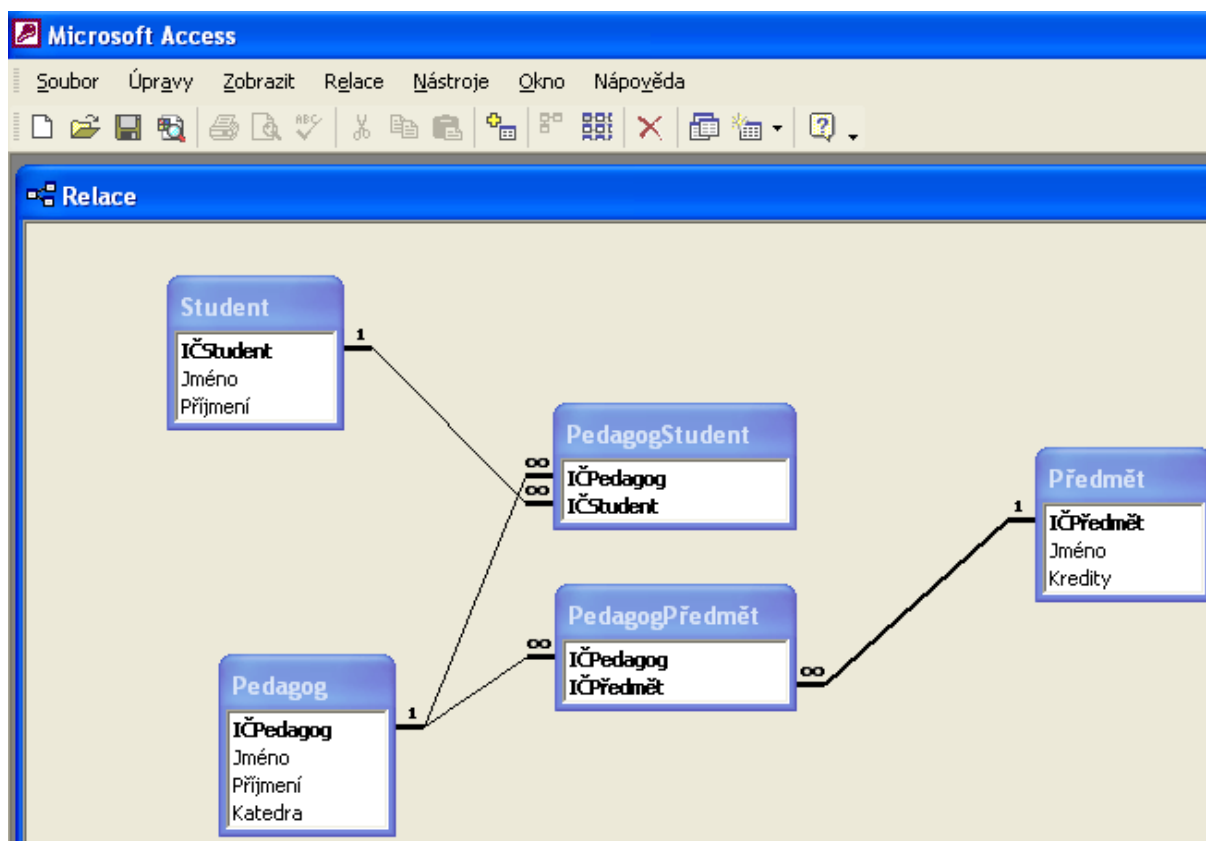 Microsoft Access
Soubor Úpravy Zobrazit Relace Nástroje Okno Nápověda
ABC
Relace
Student
IČStudent
Jméno
Příjmení
1
PedagogStudent
∞ IČPedagog
∞ IČStudent
Předmět
1 IČPředmět
Jméno
Kredity
PedagogPředmět
∞ IČPedagog
IČPředmět ∞
Pedagog
IČPedagog 1
Jméno
Příjmení
Katedra